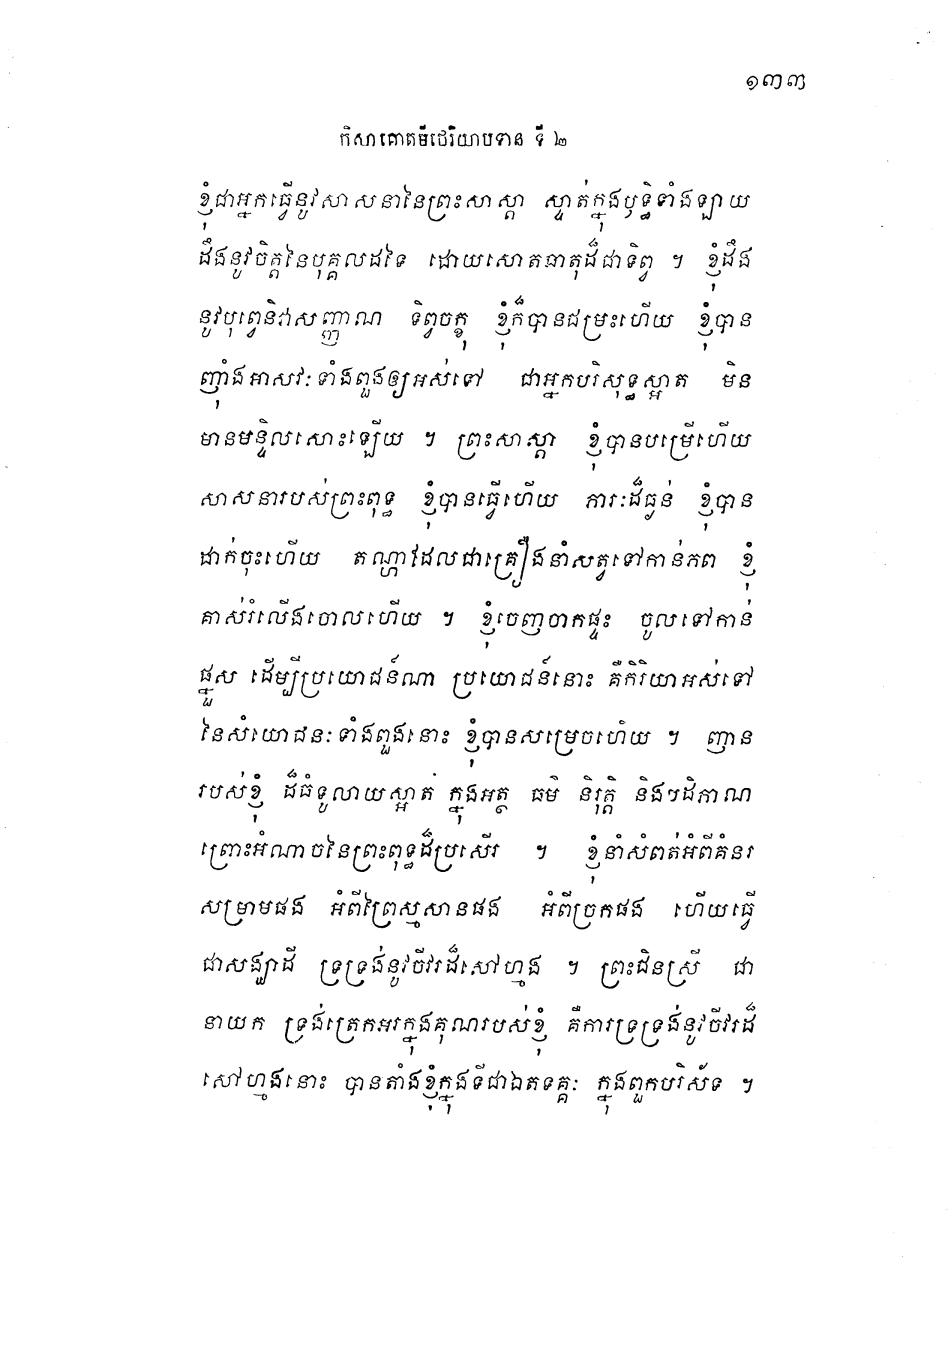 ១៣៣
កិសាគោតមីថេរិយាបទាន ទី ២
ខ្ញុំជាអ្នកធ្វើនូវសាសនានៃព្រះសាស្តា ស្ទាត់ក្នុងឫទ្ធិទាំងឡាយ
ដឹងនូវចិត្តនៃបុគ្គលដទៃ ដោយសោតធាតុដ៏ជាទិព្វ ។ ខ្ញុំដឹង
នូវបុព្វេនិវាសញ្ញាណ ទិព្វចក្ខុ ខ្ញុំក៏បានជម្រះហើយ ខ្ញុំបាន
ញ៉ាំងអាសវៈទាំងពួងឲ្យអស់ទៅ ជាអ្នកបរិសុទ្ធស្អាត មិន
មានមន្ទិលសោះឡើយ ។ ព្រះសាស្តា ខ្ញុំបានបម្រើហើយ
សាសនារបស់ព្រះពុទ្ធ ខ្ញុំបានធ្វើហើយ ភារៈដ៏ធ្ងន់ ខ្ញុំបាន
ដាក់ចុះហើយ តណ្ហាដែលជាគ្រឿងនាំសត្វទៅកាន់ភព ខ្ញុំ
គាស់រំលើងចោលហើយ ។ ខ្ញុំចេញចាកផ្ទះ ចូលទៅកាន់
ផ្នួស ដើម្បីប្រយោជន៍ណា ប្រយោជន៍នោះ គឺកិរិយាអស់ទៅ
នៃសំយោជនៈទាំងពួងនោះ ខ្ញុំបានសម្រេចហើយ ។ ញាន
របស់ខ្ញុំ ដ៏ធំទូលាយស្អាត ក្នុងអត្ថ ធម៌ និរុត្តិ និងបដិភាណ
ព្រោះអំណាចនៃព្រះពុទ្ធដ៏ប្រសើរ ។ ខ្ញុំនាំសំពត់អំពីគំនរ
សម្រាមផង អំពីព្រៃស្មសានផង អំពីច្រកផង ហើយធ្វើ
ជាសង្ឃាដី ទ្រទ្រង់នូវចីវរដ៏សៅហ្មង ។ ព្រះជិនស្រី ជា
នាយក ទ្រង់ត្រេកអរក្នុងគុណរបស់ខ្ញុំ គឺការទ្រទ្រង់នូវចីវរដ៏
សៅហ្មងនោះ បានតាំងខ្ញុំក្នុងទីជាឯតទគ្គៈ ក្នុងពួកបរិស័ទ ។